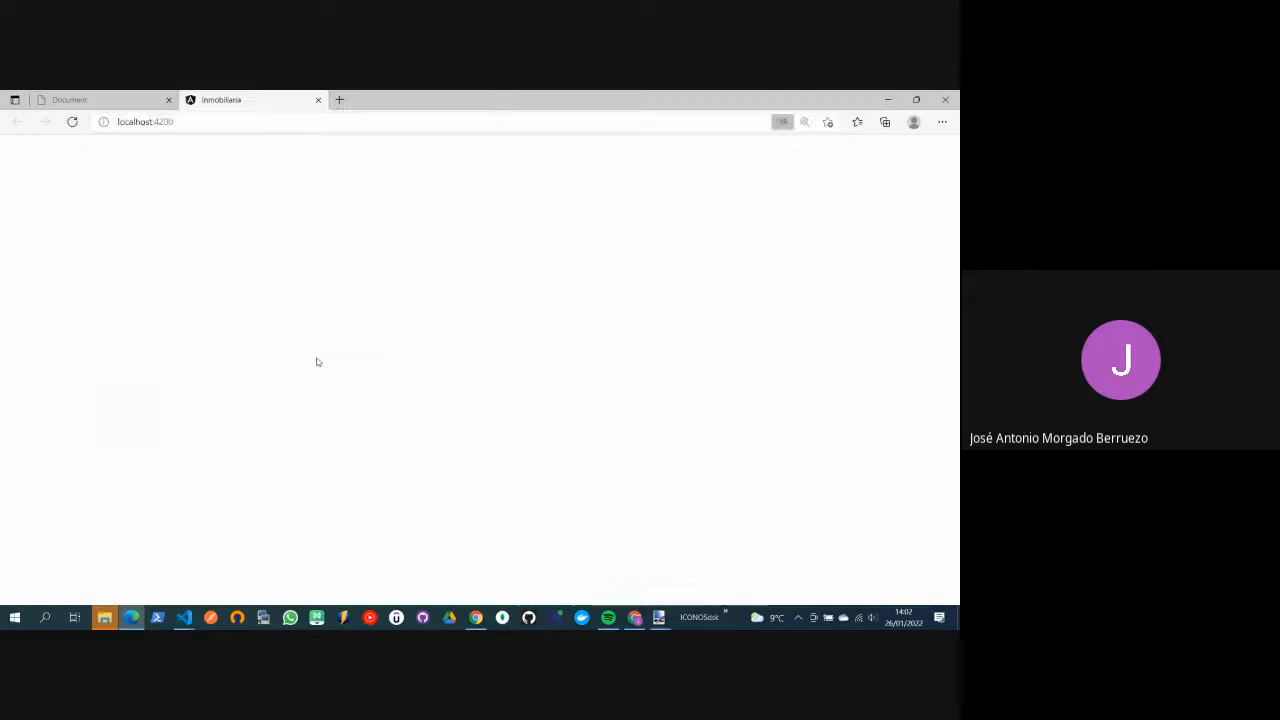 Document
Inmobiliaria
localhost:4200
J
José Antonio Morgado Berruezo
ICONOSdsk
9°C
14:02
26/01/2022